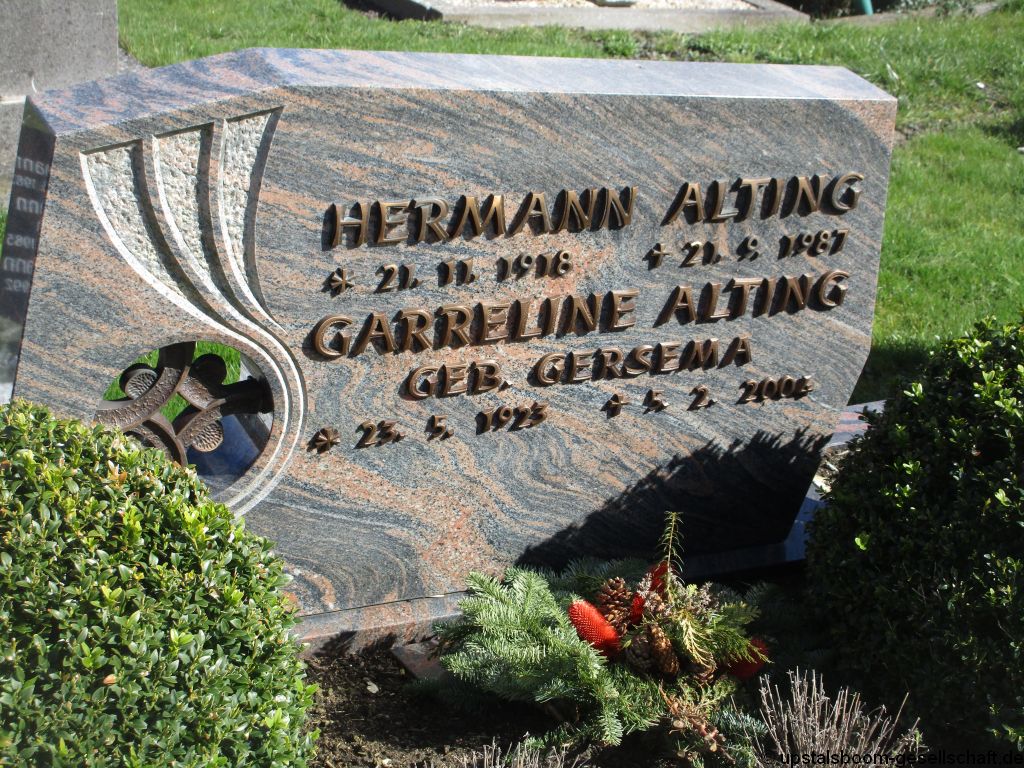 HERMANN ALTING
* 21. 11. 1918 ✝ 21. 9. 1987
GARRELINE ALTING
GEB. GERSEMA
* 23. 5. 1923 ✝ 5. 2. 2004
upstalsboom-gesellschaft.de